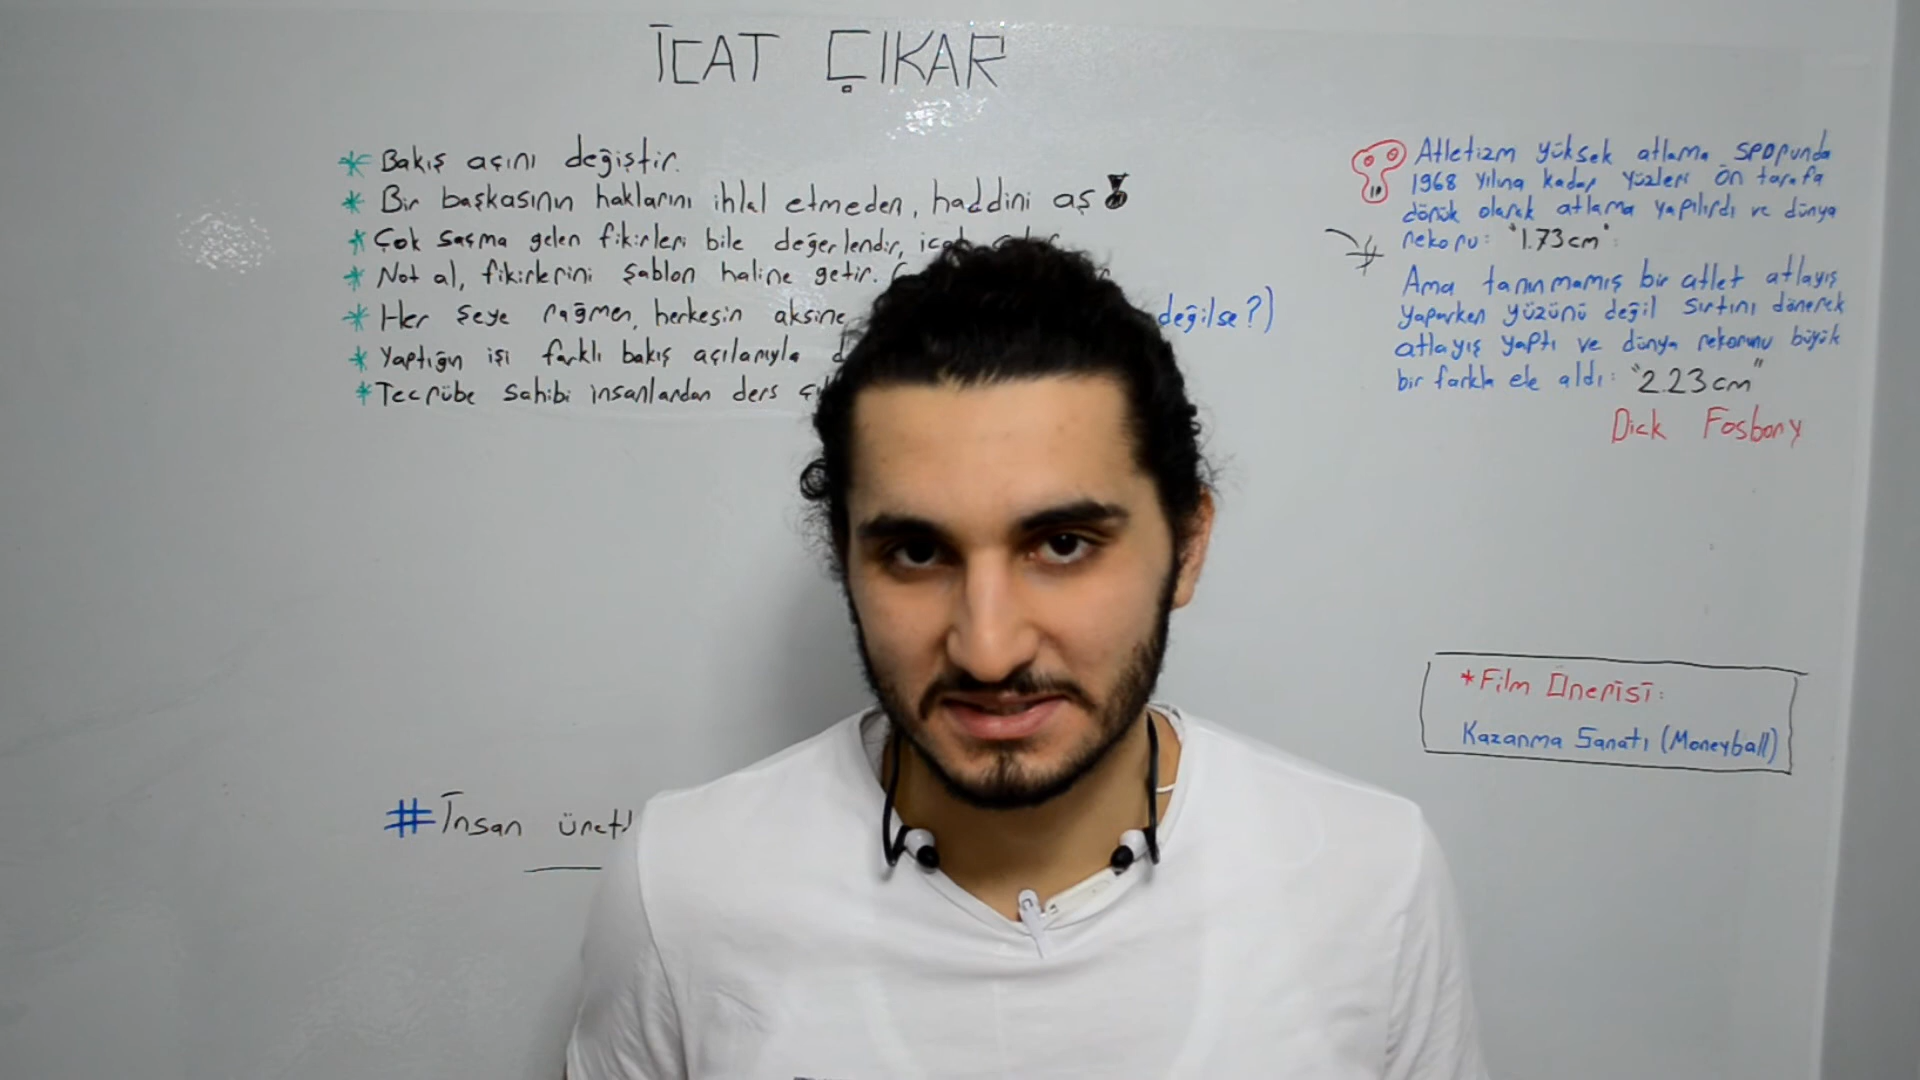 İCAT ÇIKAR
* Bakış açını değiştir.
* Bir başkasının haklarını ihlal etmeden, haddini aş
* Çok saçma gelen fikirleri bile değerlendir,
* Not al, fikirlerini şablon haline getir.
* Her şeye rağmen, herkesin aksine
değilse?)
* Yaptığın işi farklı bakış açılarıyla
* Tecrübe sahibi insanlardan ders
# İnsan
Atletizm yüksek atlama sporunda
1968 yılına kadar yüzleri ön tarafa
dönük olarak atlama yapılırdı ve dünya
rekoru: "1.73cm"
Ama tanınmamış bir atlet atlayış
yaparken yüzünü değil sırtını dönerek
atlayış yaptı ve dünya rekorunu büyük
bir farkla ele aldı: "2.23cm"
Dick Fosbony
* Film Önerisi:
Kazanma Sanatı (Moneyball)